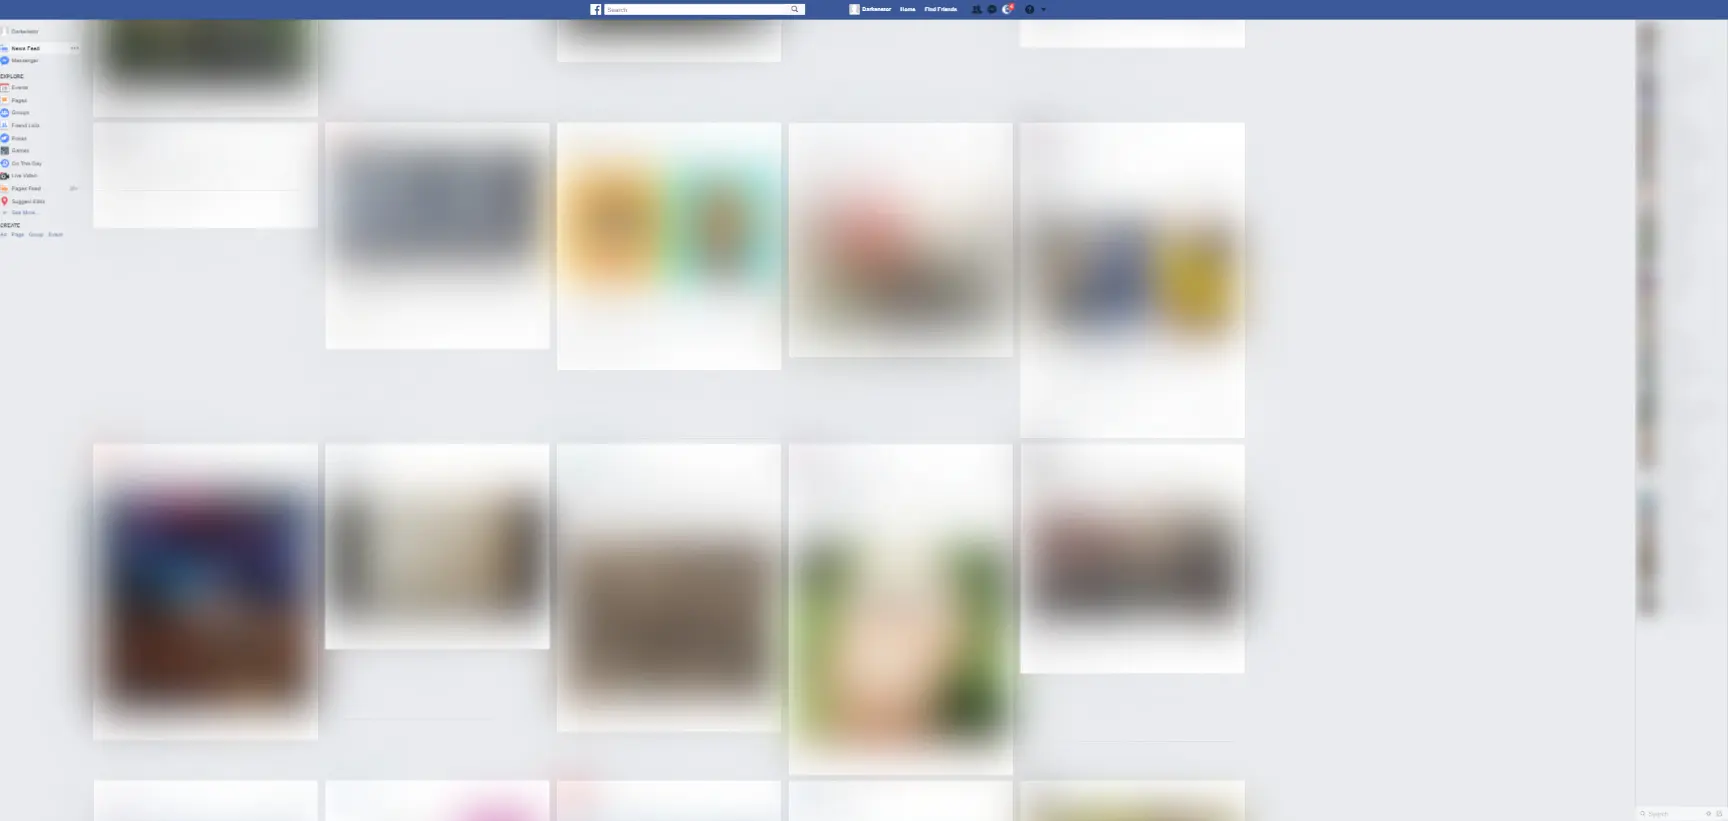 f Search
Darkenator Home Find Friends
Darkenator
News Feed
Messenger
EXPLORE
Events
Pages
Groups
Friend Lists
Pokes
Games
On This Day
Live Video
Pages Feed
Suggest Edits
See More...
CREATE
Ad Page Group Event
Search